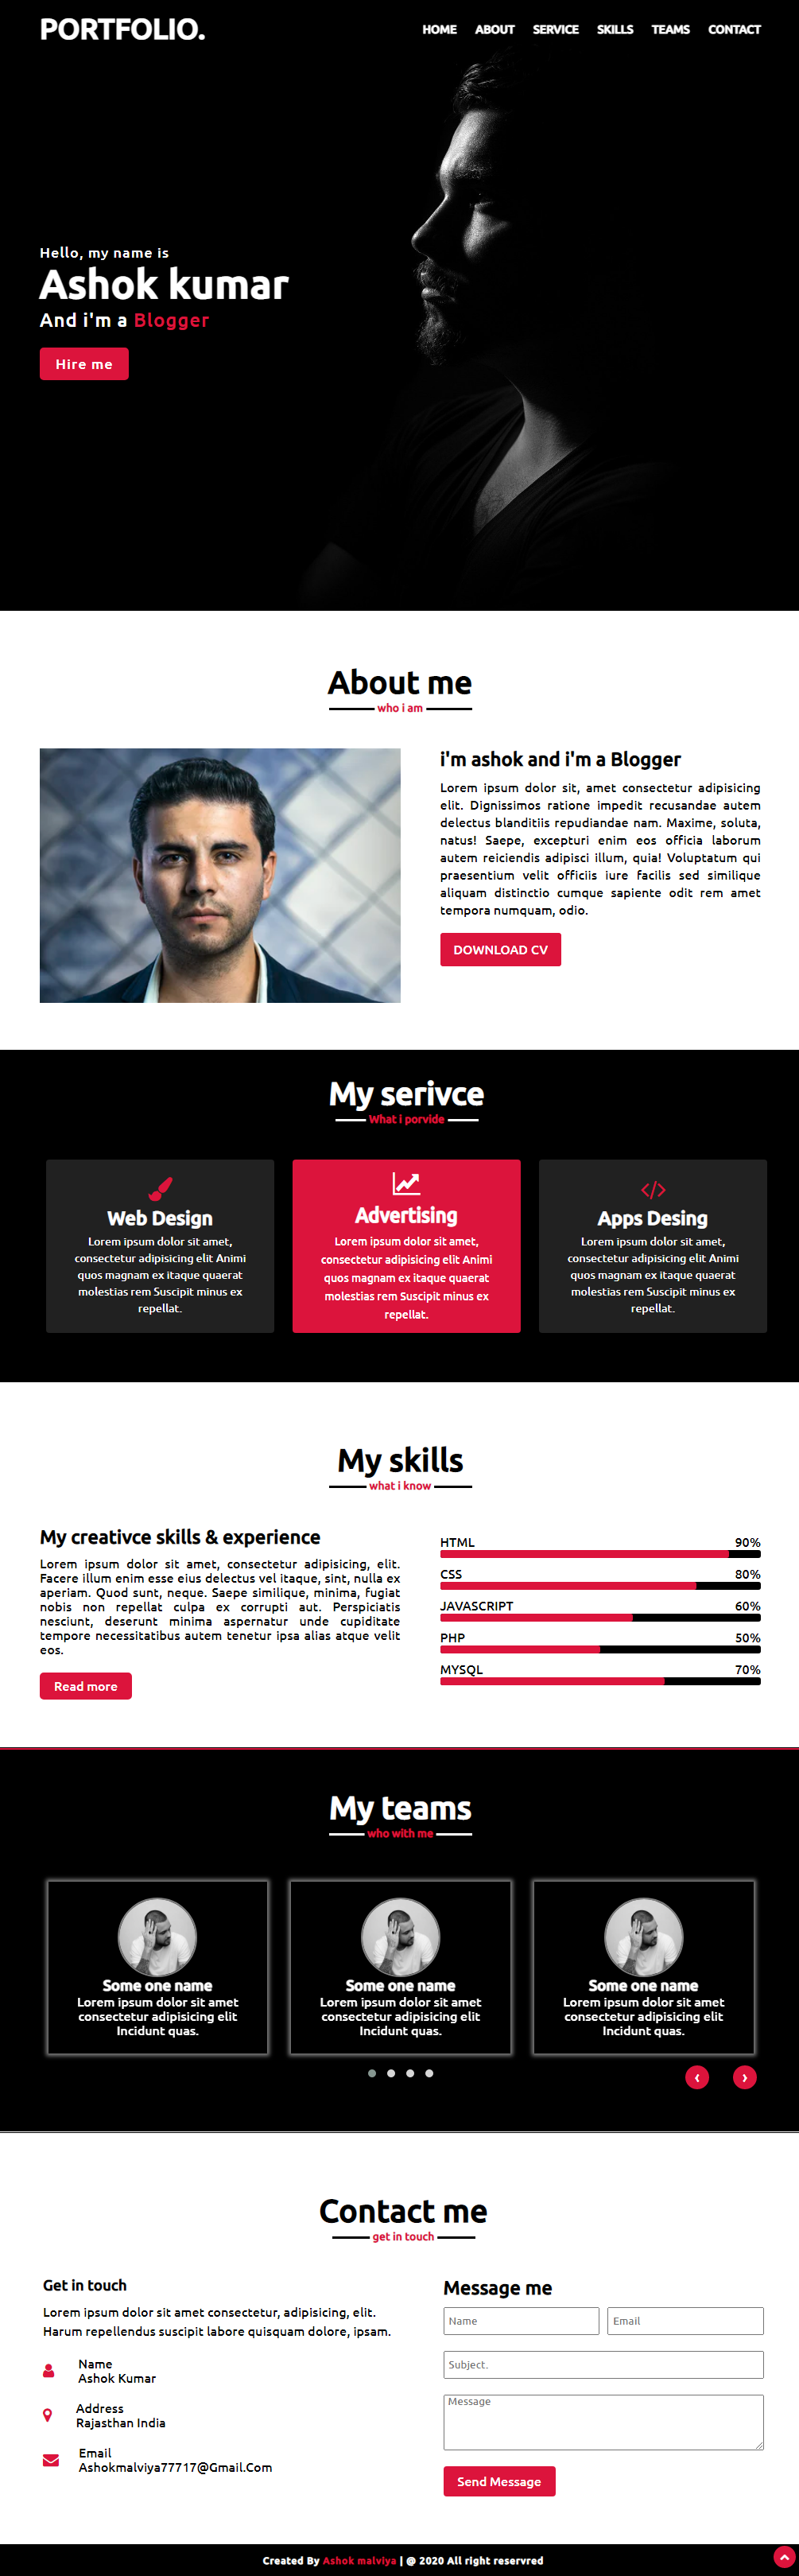 PORTFOLIO.
HOME ABOUT SERVICE SKILLS TEAMS CONTACT
Hello, my name is
Ashok kumar
And i'm a Blogger
Hire me
About me
who i am
i'm ashok and i'm a Blogger
Lorem ipsum dolor sit, amet consectetur adipisicing
elit. Dignissimos ratione impedit recusandae autem
delectus blanditiis repudiandae nam. Maxime, soluta,
natus! Saepe, excepturi enim eos officia laborum
autem reiciendis adipisci illum, quia! Voluptatum qui
praesentium velit officiis iure facilis sed similique
aliquam distinctio cumque sapiente odit rem amet
tempora numquam, odio.
DOWNLOAD CV
My serivce
What i porvide
Web Design
Lorem ipsum dolor sit amet,
consectetur adipisicing elit Animi
quos magnam ex itaque quaerat
molestias rem Suscipit minus ex
repellat.
Advertising
Lorem ipsum dolor sit amet,
consectetur adipisicing elit Animi
quos magnam ex itaque quaerat
molestias rem Suscipit minus ex
repellat.
Apps Desing
Lorem ipsum dolor sit amet,
consectetur adipisicing elit Animi
quos magnam ex itaque quaerat
molestias rem Suscipit minus ex
repellat.
My skills
what i know
My creativce skills & experience
Lorem ipsum dolor sit amet, consectetur adipisicing, elit.
Facere illum enim esse eius delectus vel itaque, sint, nulla ex
aperiam. Quod sunt, neque. Saepe similique, minima, fugiat
nobis non repellat culpa ex corrupti aut. Perspiciatis
nesciunt, deserunt minima aspernatur unde cupiditate
tempore necessitatibus autem tenetur ipsa alias atque velit
eos.
Read more
HTML 90%
CSS 80%
JAVASCRIPT 60%
PHP 50%
MYSQL 70%
My teams
who with me
Some one name
Lorem ipsum dolor sit amet
consectetur adipisicing elit
Incidunt quas.
Some one name
Lorem ipsum dolor sit amet
consectetur adipisicing elit
Incidunt quas.
Some one name
Lorem ipsum dolor sit amet
consectetur adipisicing elit
Incidunt quas.
Contact me
get in touch
Get in touch
Lorem ipsum dolor sit amet consectetur, adipisicing, elit.
Harum repellendus suscipit labore quisquam dolore, ipsam.
Name
Ashok Kumar
Address
Rajasthan India
Email
Ashokmalviya77717@Gmail.Com
Message me
Name Email
Subject.
Message
Send Message
Created By Ashok malviya | @ 2020 All right reservred